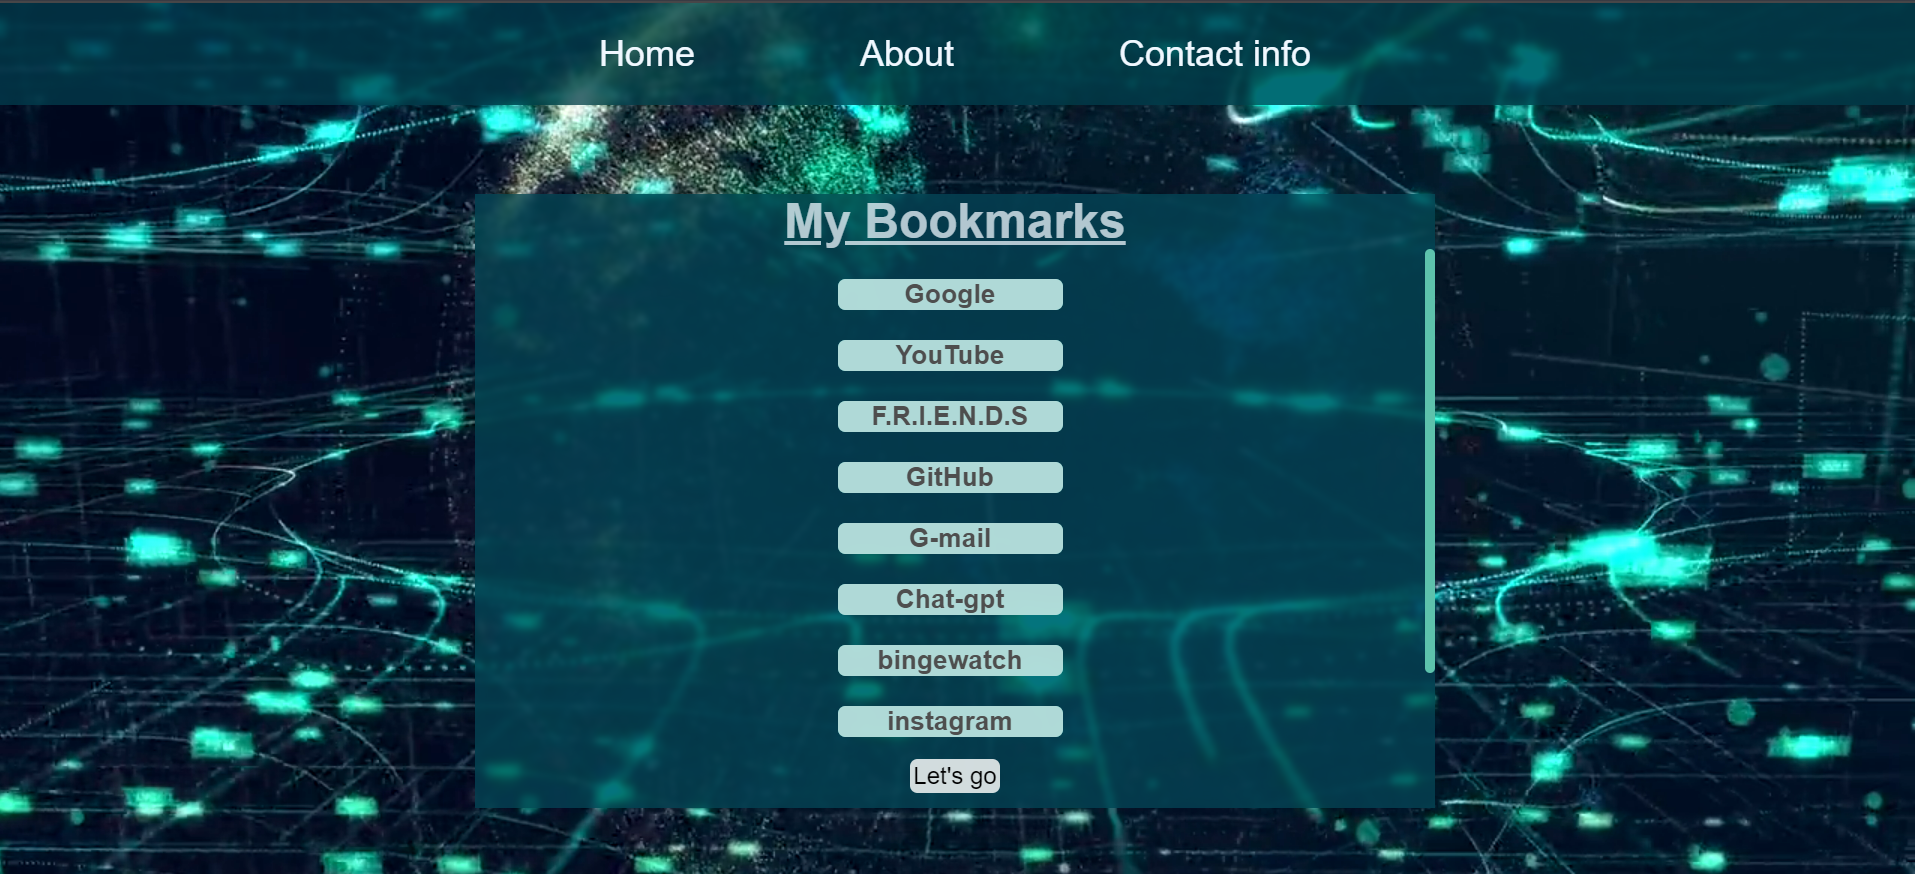 Home About Contact info
My Bookmarks
Google
YouTube
F.R.I.E.N.D.S
GitHub
G-mail
Chat-gpt
bingewatch
instagram
Let's go